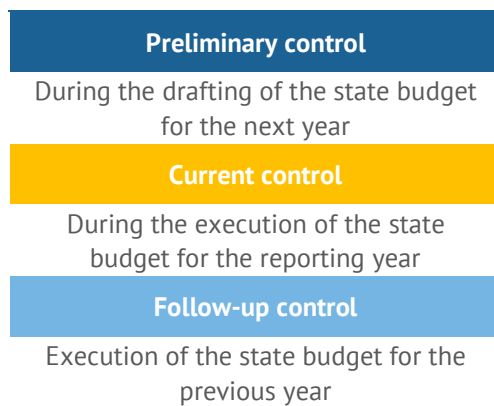 Preliminary control
During the drafting of the state budget
for the next year
Current control
During the execution of the state
budget for the reporting year
Follow-up control
Execution of the state budget for the
previous year